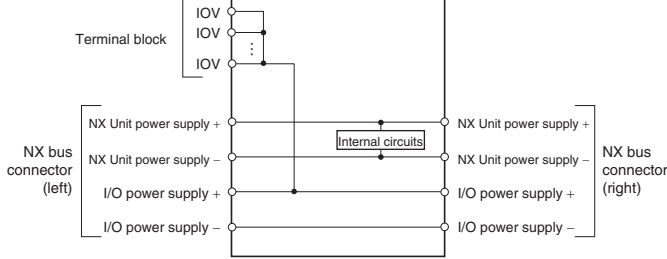 IOV
IOV
Terminal block
⋮
IOV
NX Unit power supply +
NX Unit power supply +
Internal circuits
NX bus
connector
(left)
NX Unit power supply −
NX Unit power supply −
NX bus
connector
(right)
I/O power supply +
I/O power supply +
I/O power supply −
I/O power supply −